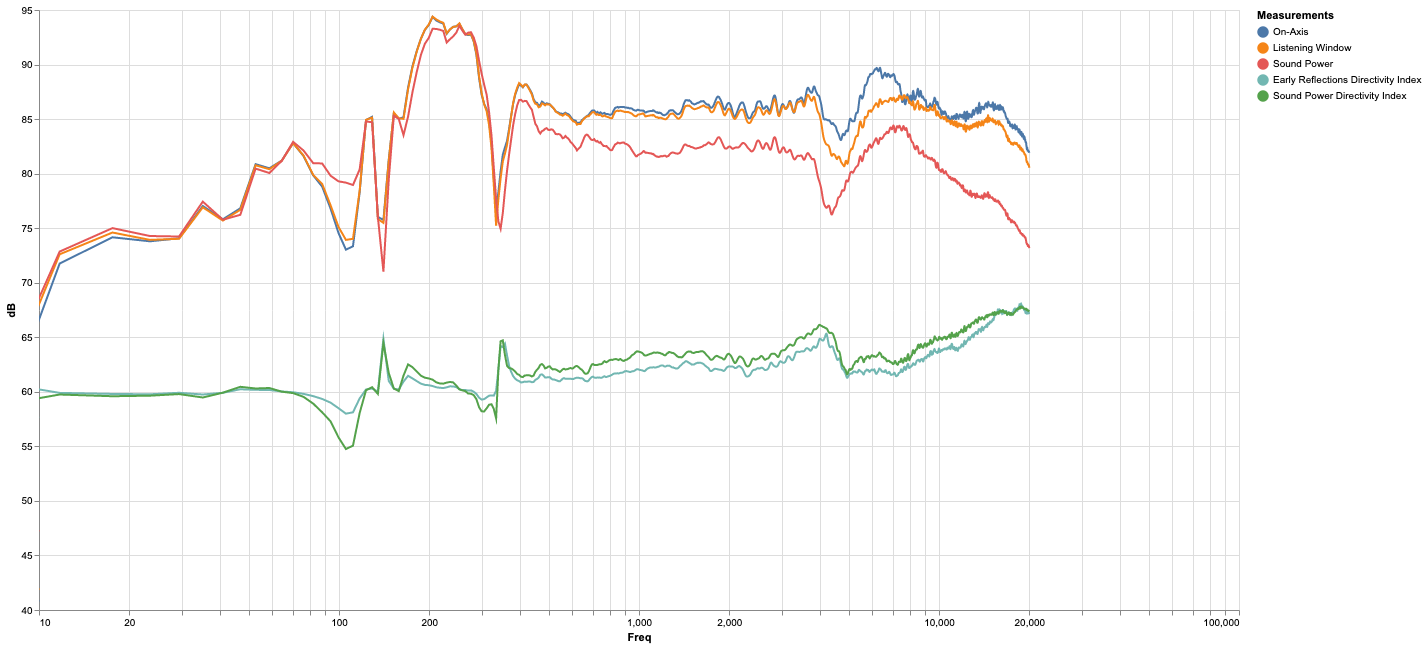 95
90
85
80
75
70
65
60
55
50
45
40
dB
10
20
100
200
1,000
2,000
10,000
20,000
100,000
Freq
Measurements
On-Axis
Listening Window
Sound Power
Early Reflections Directivity Index
Sound Power Directivity Index